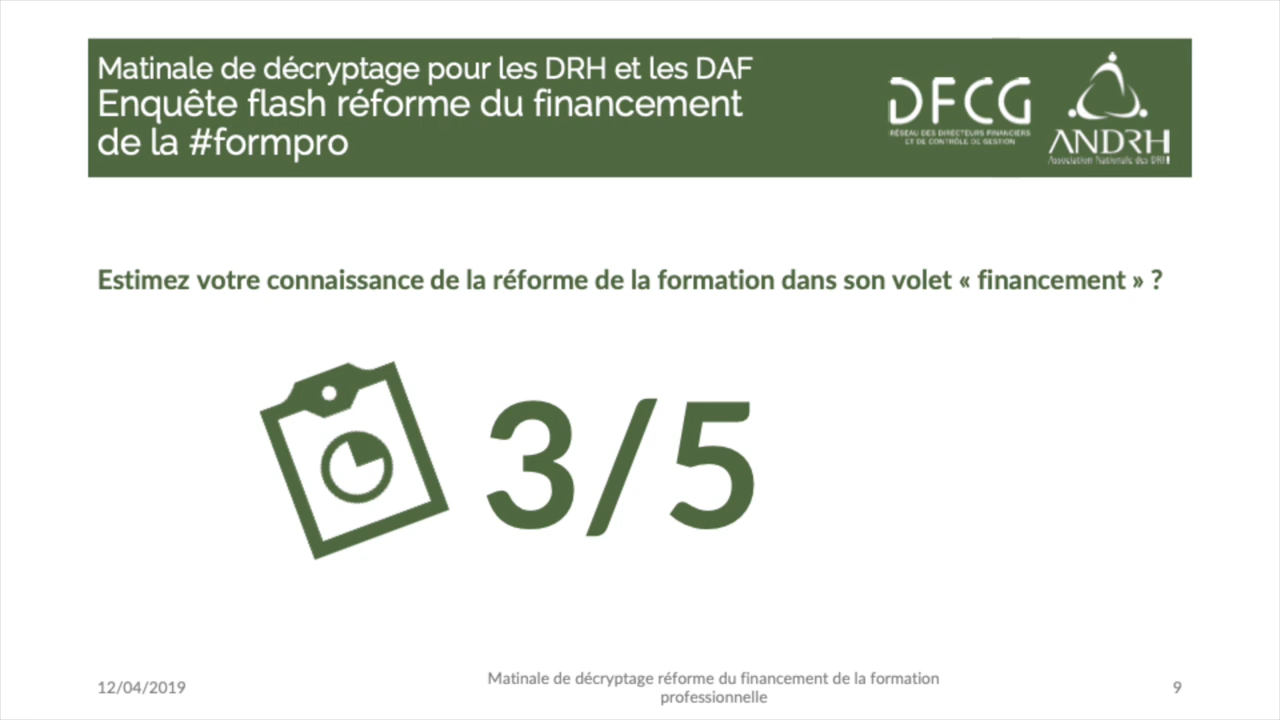 Matinale de décryptage pour les DRH et les DAF
Enquête flash réforme du financement
de la #formpro
DFCG
RÉSEAU DES DIRECTEURS FINANCIERS
ET DE CONTRÔLE DE GESTION
ANDRH
Association Nationale des DRH
Estimez votre connaissance de la réforme de la formation dans son volet « financement » ?
3/5
12/04/2019
Matinale de décryptage réforme du financement de la formation
professionnelle
9